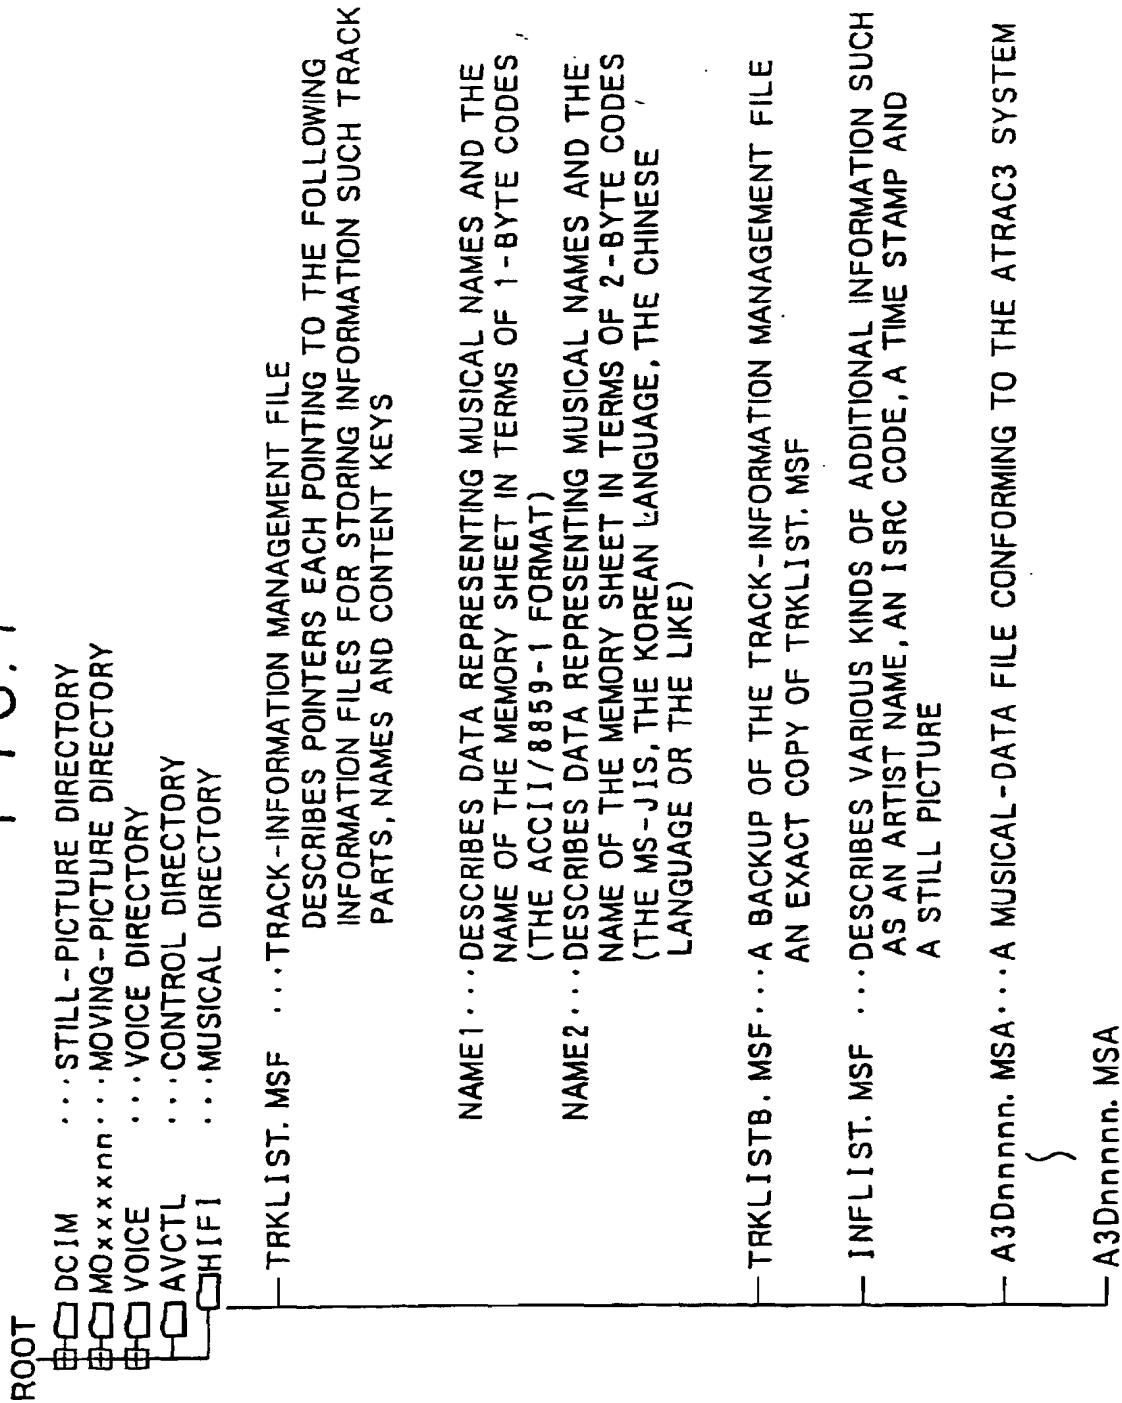 ROOT
DCIM ...STILL-PICTURE DIRECTORY
MOxxxxnn...MOVING-PICTURE DIRECTORY
VOICE ...VOICE DIRECTORY
AVCTL ...CONTROL DIRECTORY
HIFI ...MUSICAL DIRECTORY
TRKLIST.MSF ...TRACK-INFORMATION MANAGEMENT FILE
DESCRIBES POINTERS EACH POINTING TO THE FOLLOWING
INFORMATION FILES FOR STORING INFORMATION SUCH TRACK
PARTS, NAMES AND CONTENT KEYS
NAME1...DESCRIBES DATA REPRESENTING MUSICAL NAMES AND THE
NAME OF THE MEMORY SHEET IN TERMS OF 1-BYTE CODES
(THE ACCII/8859-1 FORMAT)
NAME2...DESCRIBES DATA REPRESENTING MUSICAL NAMES AND THE
NAME OF THE MEMORY SHEET IN TERMS OF 2-BYTE CODES
(THE MS-JIS, THE KOREAN LANGUAGE, THE CHINESE
LANGUAGE OR THE LIKE)
TRKLISTB.MSF...A BACKUP OF THE TRACK-INFORMATION MANAGEMENT FILE
AN EXACT COPY OF TRKLIST.MSF
INFLIST.MSF ...DESCRIBES VARIOUS KINDS OF ADDITIONAL INFORMATION SUCH
AS AN ARTIST NAME, AN ISRC CODE, A TIME STAMP AND
A STILL PICTURE
A3Dnnnnn.MSA...A MUSICAL-DATA FILE CONFORMING TO THE ATRAC3 SYSTEM
A3Dnnnnn.MSA